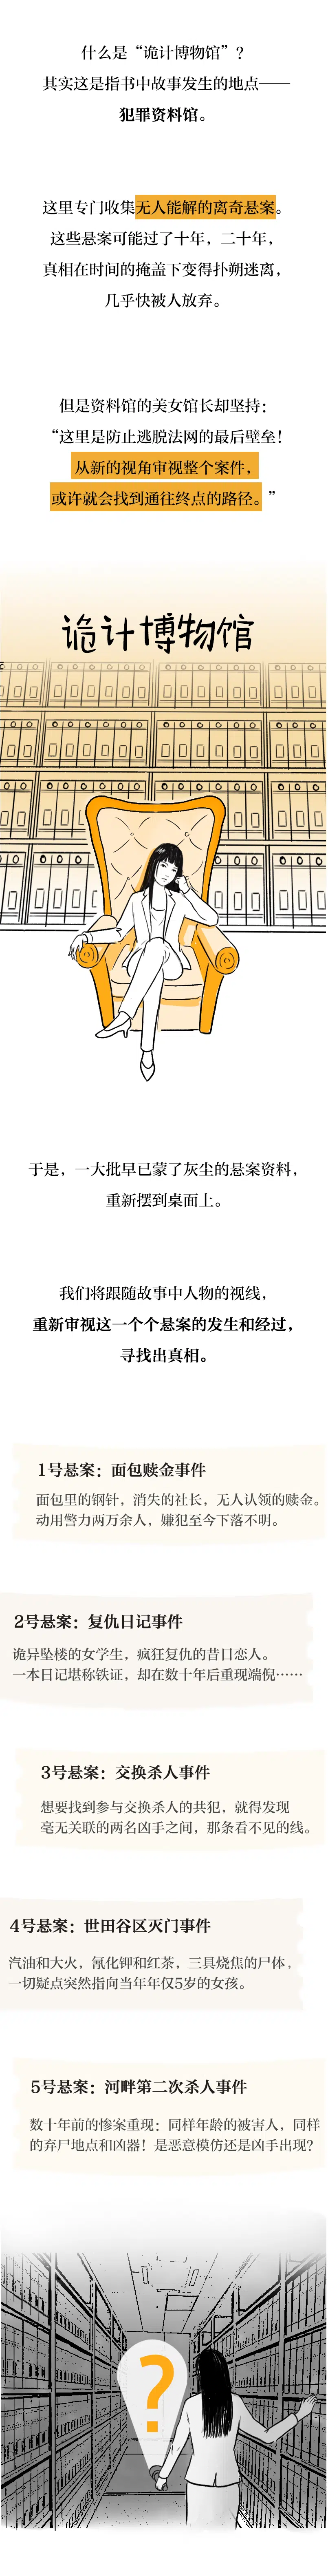 什么是“诡计博物馆”？
其实这是指书中故事发生的地点——
犯罪资料馆。
这里专门收集无人能解的离奇悬案。
这些悬案可能过了十年，二十年，
真相在时间的掩盖下变得扑朔迷离，
几乎快被人放弃。
但是资料馆的美女馆长却坚持：
“这里是防止逃脱法网的最后壁垒！
从新的视角审视整个案件，
或许就会找到通往终点的路径。”
诡计博物馆
于是，一大批早已蒙了灰尘的悬案资料，
重新摆到桌面上。
我们将跟随故事中人物的视线，
重新审视这一个个悬案的发生和经过，
寻找出真相。
1号悬案：面包赎金事件
面包里的钢针，消失的社长，无人认领的赎金。
动用警力两万余人，嫌犯至今下落不明。
2号悬案：复仇日记事件
诡异坠楼的女学生，疯狂复仇的昔日恋人。
一本日记堪称铁证，却在数十年后重现端倪……
3号悬案：交换杀人事件
想要找到参与交换杀人的共犯，就得发现
毫无关联的两名凶手之间，那条看不见的线。
4号悬案：世田谷区灭门事件
汽油和大火，氰化钾和红茶，三具烧焦的尸体，
一切疑点突然指向当年年仅5岁的女孩。
5号悬案：河畔第二次杀人事件
数十年前的惨案重现：同样年龄的被害人，同样
的弃尸地点和凶器！是恶意模仿还是凶手出现？
?